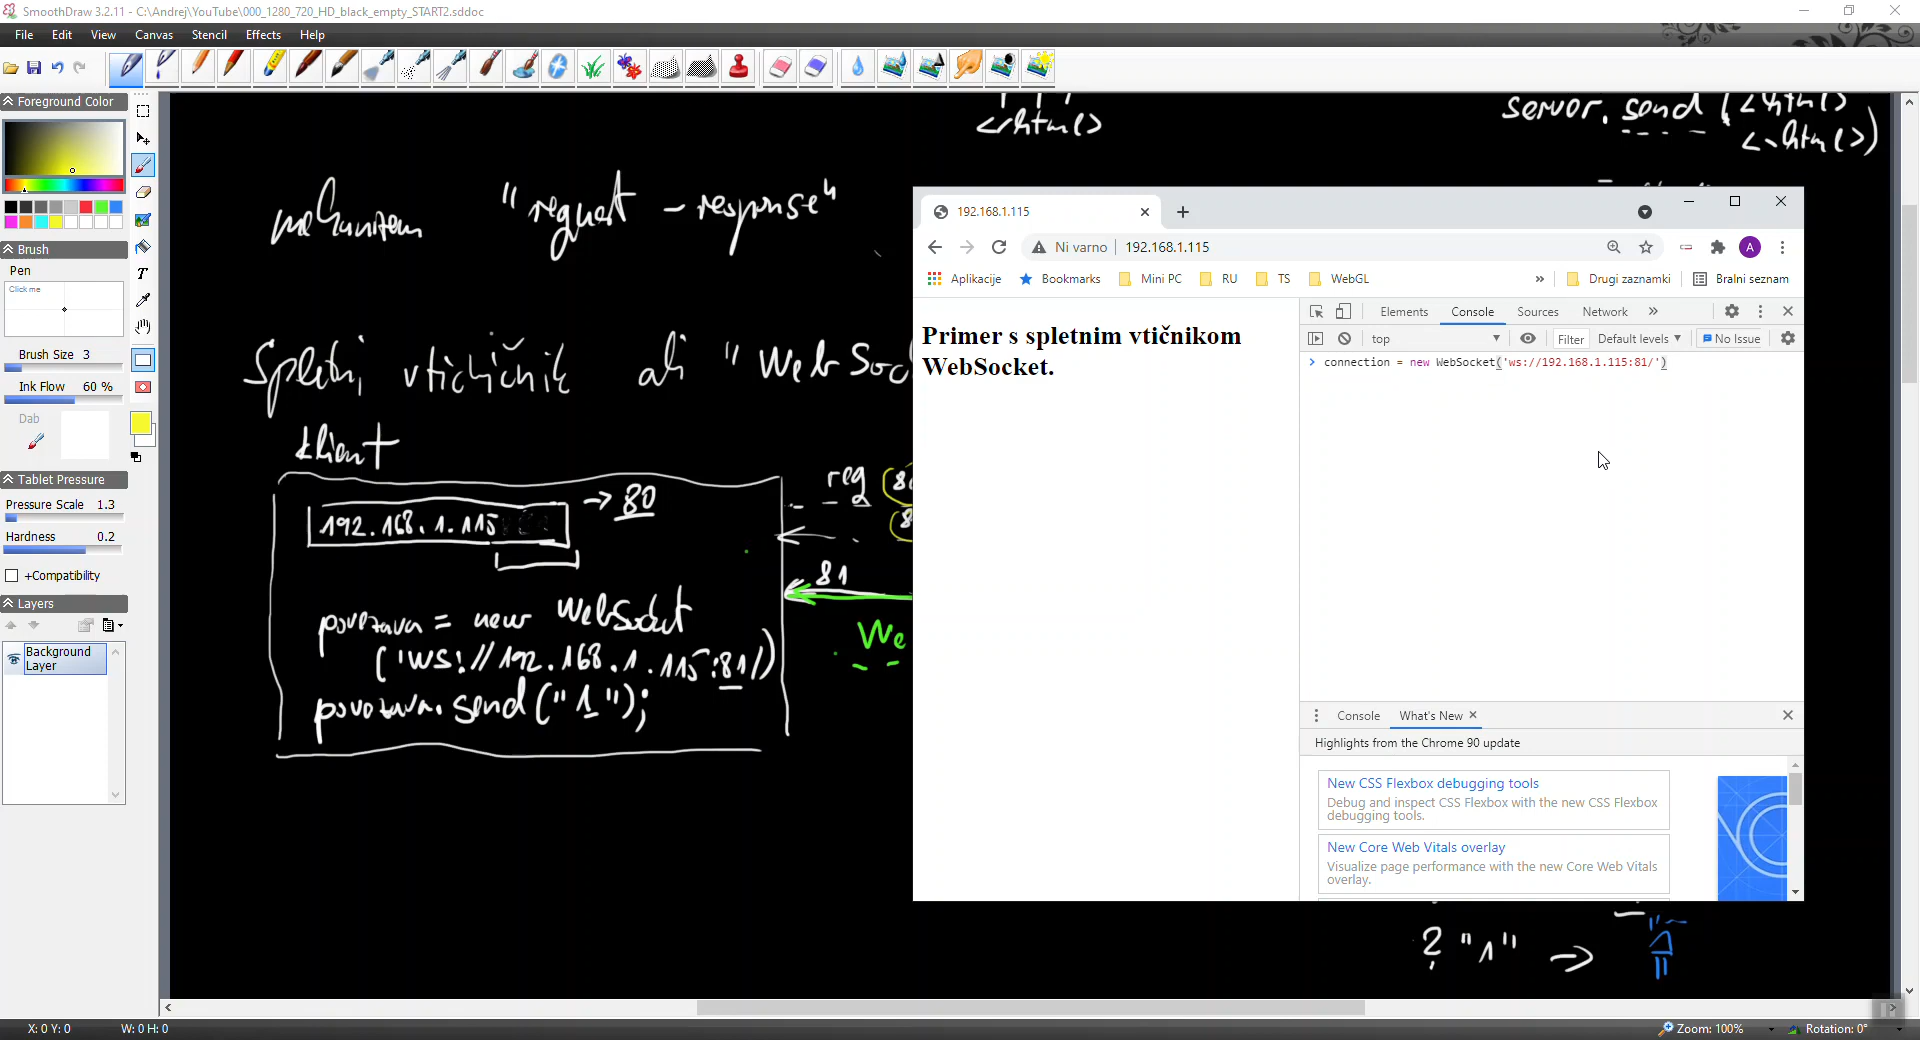 SmoothDraw 3.2.11 - C:\Andrej\YouTube\000_1280_720_HD_black_empty_START2.sddoc
File Edit View Canvas Stencil Effects Help
Foreground Color
Brush
Pen
Click me
Brush Size 3
Ink Flow 60 %
Dab
Tablet Pressure
Pressure Scale 1.3
Hardness 0.2
+Compatibility
Layers
Background
Layer
</html>
server.send (<html>
<\html>)
"request - response"
Spletni vtičnik ali "WebSoc
klient
192.168.1.115 → 80
povezava = new WebSocket
('ws://192.168.1.115:81/)
povezava.send("1");
req
81
We
? "1" →
192.168.1.115
Ni varno 192.168.1.115
Aplikacije Bookmarks Mini PC RU TS WebGL » Drugi zaznamki Bralni seznam
Primer s spletnim vtičnikom
WebSocket.
Elements Console Sources Network »
top Filter Default levels No Issue
> connection = new WebSocket('ws://192.168.1.115:81/')
Console What's New
Highlights from the Chrome 90 update
New CSS Flexbox debugging tools
Debug and inspect CSS Flexbox with the new CSS Flexbox
debugging tools.
New Core Web Vitals overlay
Visualize page performance with the new Core Web Vitals
overlay.
X: 0 Y: 0 W: 0 H: 0 Zoom: 100% Rotation: 0°